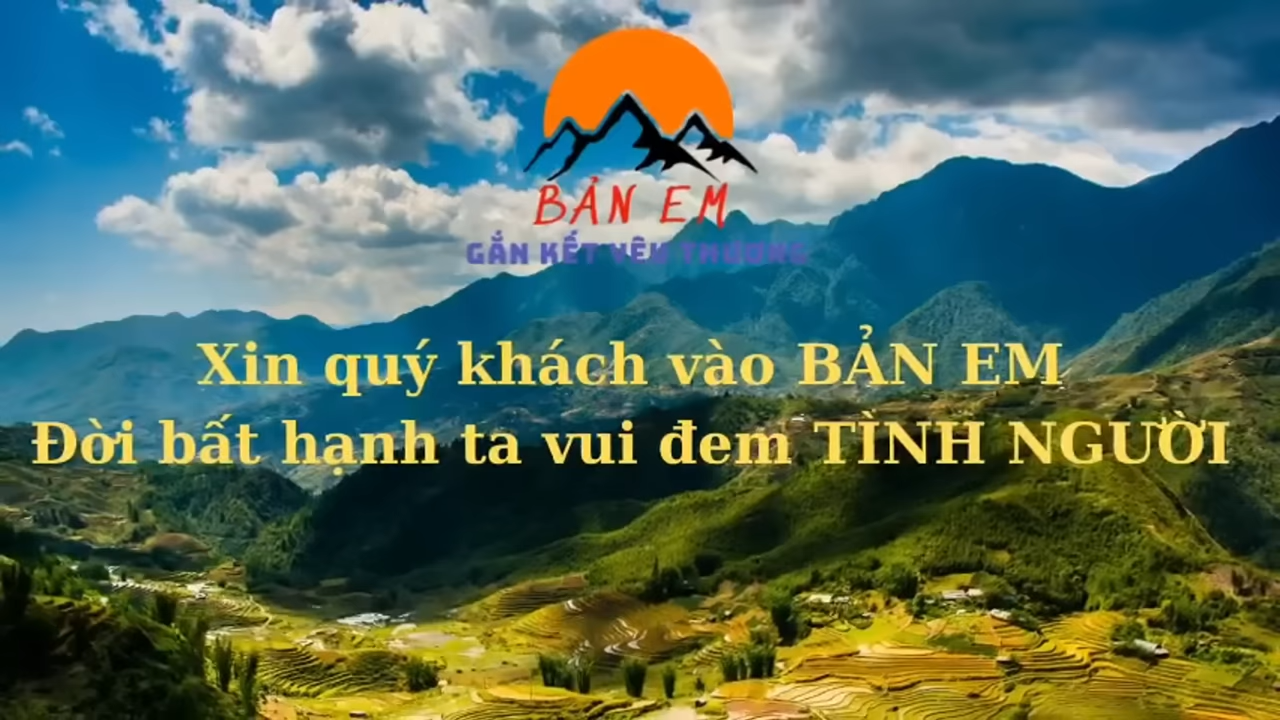 BẢN EM
GẮN KẾT YÊU THƯƠNG
Xin quý khách vào BẢN EM
Đời bất hạnh ta vui đem TÌNH NGƯỜI